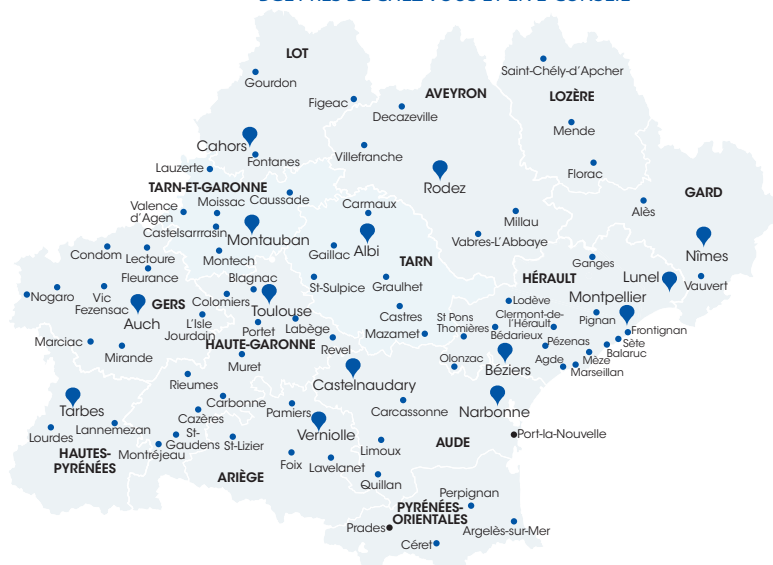 LOT
Gourdon
Figeac
Cahors
Fontanes
Lauzerte
AVEYRON
Decazeville
Villefranche
Rodez
Millau
Vabres-L'Abbaye
Saint-Chély-d'Apcher
LOZÈRE
Mende
Florac
GARD
Alès
Nîmes
Vauvert
TARN-ET-GARONNE
Moissac
Caussade
Valence
d'Agen
Castelsarrasin
Montauban
Montech
Carmaux
Gaillac
Albi
TARN
St-Sulpice
Graulhet
Castres
Mazamet
Condom
Lectoure
Fleurance
Nogaro
Vic
Fezensac
GERS
Auch
L'Isle
Jourdain
Marciac
Mirande
Blagnac
Colomiers
Toulouse
Portet
Labège
HAUTE-GARONNE
Revel
Muret
Rieumes
Carbonne
Cazères
St-
Gaudens
Montréjeau
HÉRAULT
Ganges
Lunel
Montpellier
Lodève
Clermont-de-
l'Hérault
Pignan
Frontignan
St Pons
Thomières
Bédarieux
Pézenas
Sète
Balaruc
Mèze
Agde
Marseillan
Olonzac
Béziers
Castelnaudary
Narbonne
Carcassonne
AUDE
Port-la-Nouvelle
Limoux
Quillan
Tarbes
Lourdes
Lannemezan
HAUTES-
PYRÉNÉES
Pamiers
Verniolle
St-Lizier
Foix
Lavelanet
ARIÈGE
Perpignan
PYRÉNÉES-
ORIENTALES
Prades
Argelès-sur-Mer
Céret